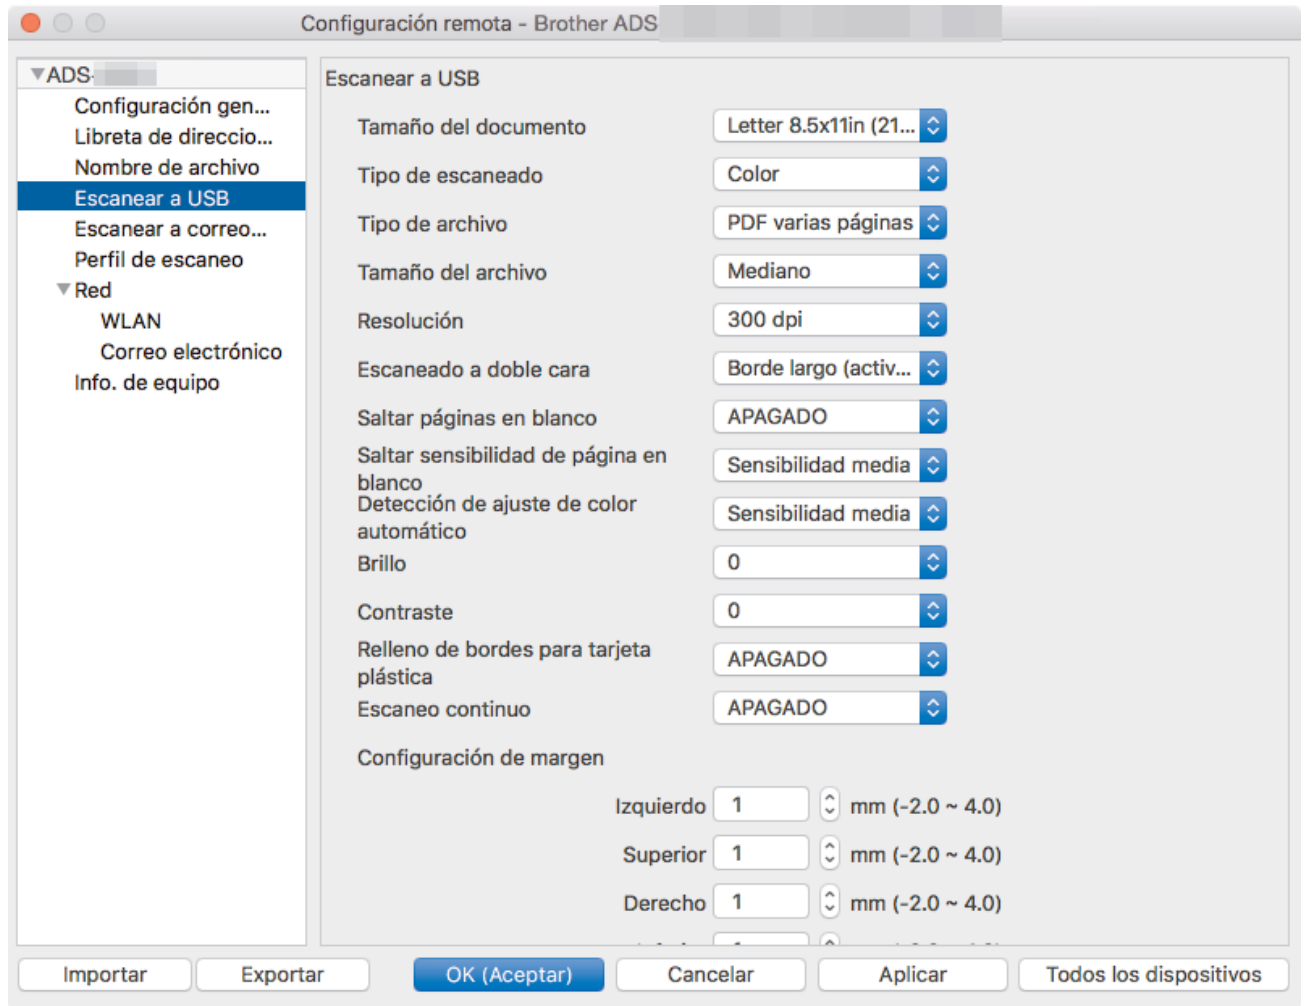 Configuración remota - Brother ADS-
ADS-
Configuración gen...
Libreta de direccio...
Nombre de archivo
Escanear a USB
Escanear a correo...
Perfil de escaneo
Red
WLAN
Correo electrónico
Info. de equipo
Escanear a USB
Tamaño del documento Letter 8.5x11in (21...
Tipo de escaneado Color
Tipo de archivo PDF varias páginas
Tamaño del archivo Mediano
Resolución 300 dpi
Escaneado a doble cara Borde largo (activ...
Saltar páginas en blanco APAGADO
Saltar sensibilidad de página en
blanco
Sensibilidad media
Detección de ajuste de color
automático
Sensibilidad media
Brillo 0
Contraste 0
Relleno de bordes para tarjeta
plástica
APAGADO
Escaneo continuo APAGADO
Configuración de margen
Izquierdo 1 mm (-2.0 ~ 4.0)
Superior 1 mm (-2.0 ~ 4.0)
Derecho 1 mm (-2.0 ~ 4.0)
Importar Exportar OK (Aceptar) Cancelar Aplicar Todos los dispositivos